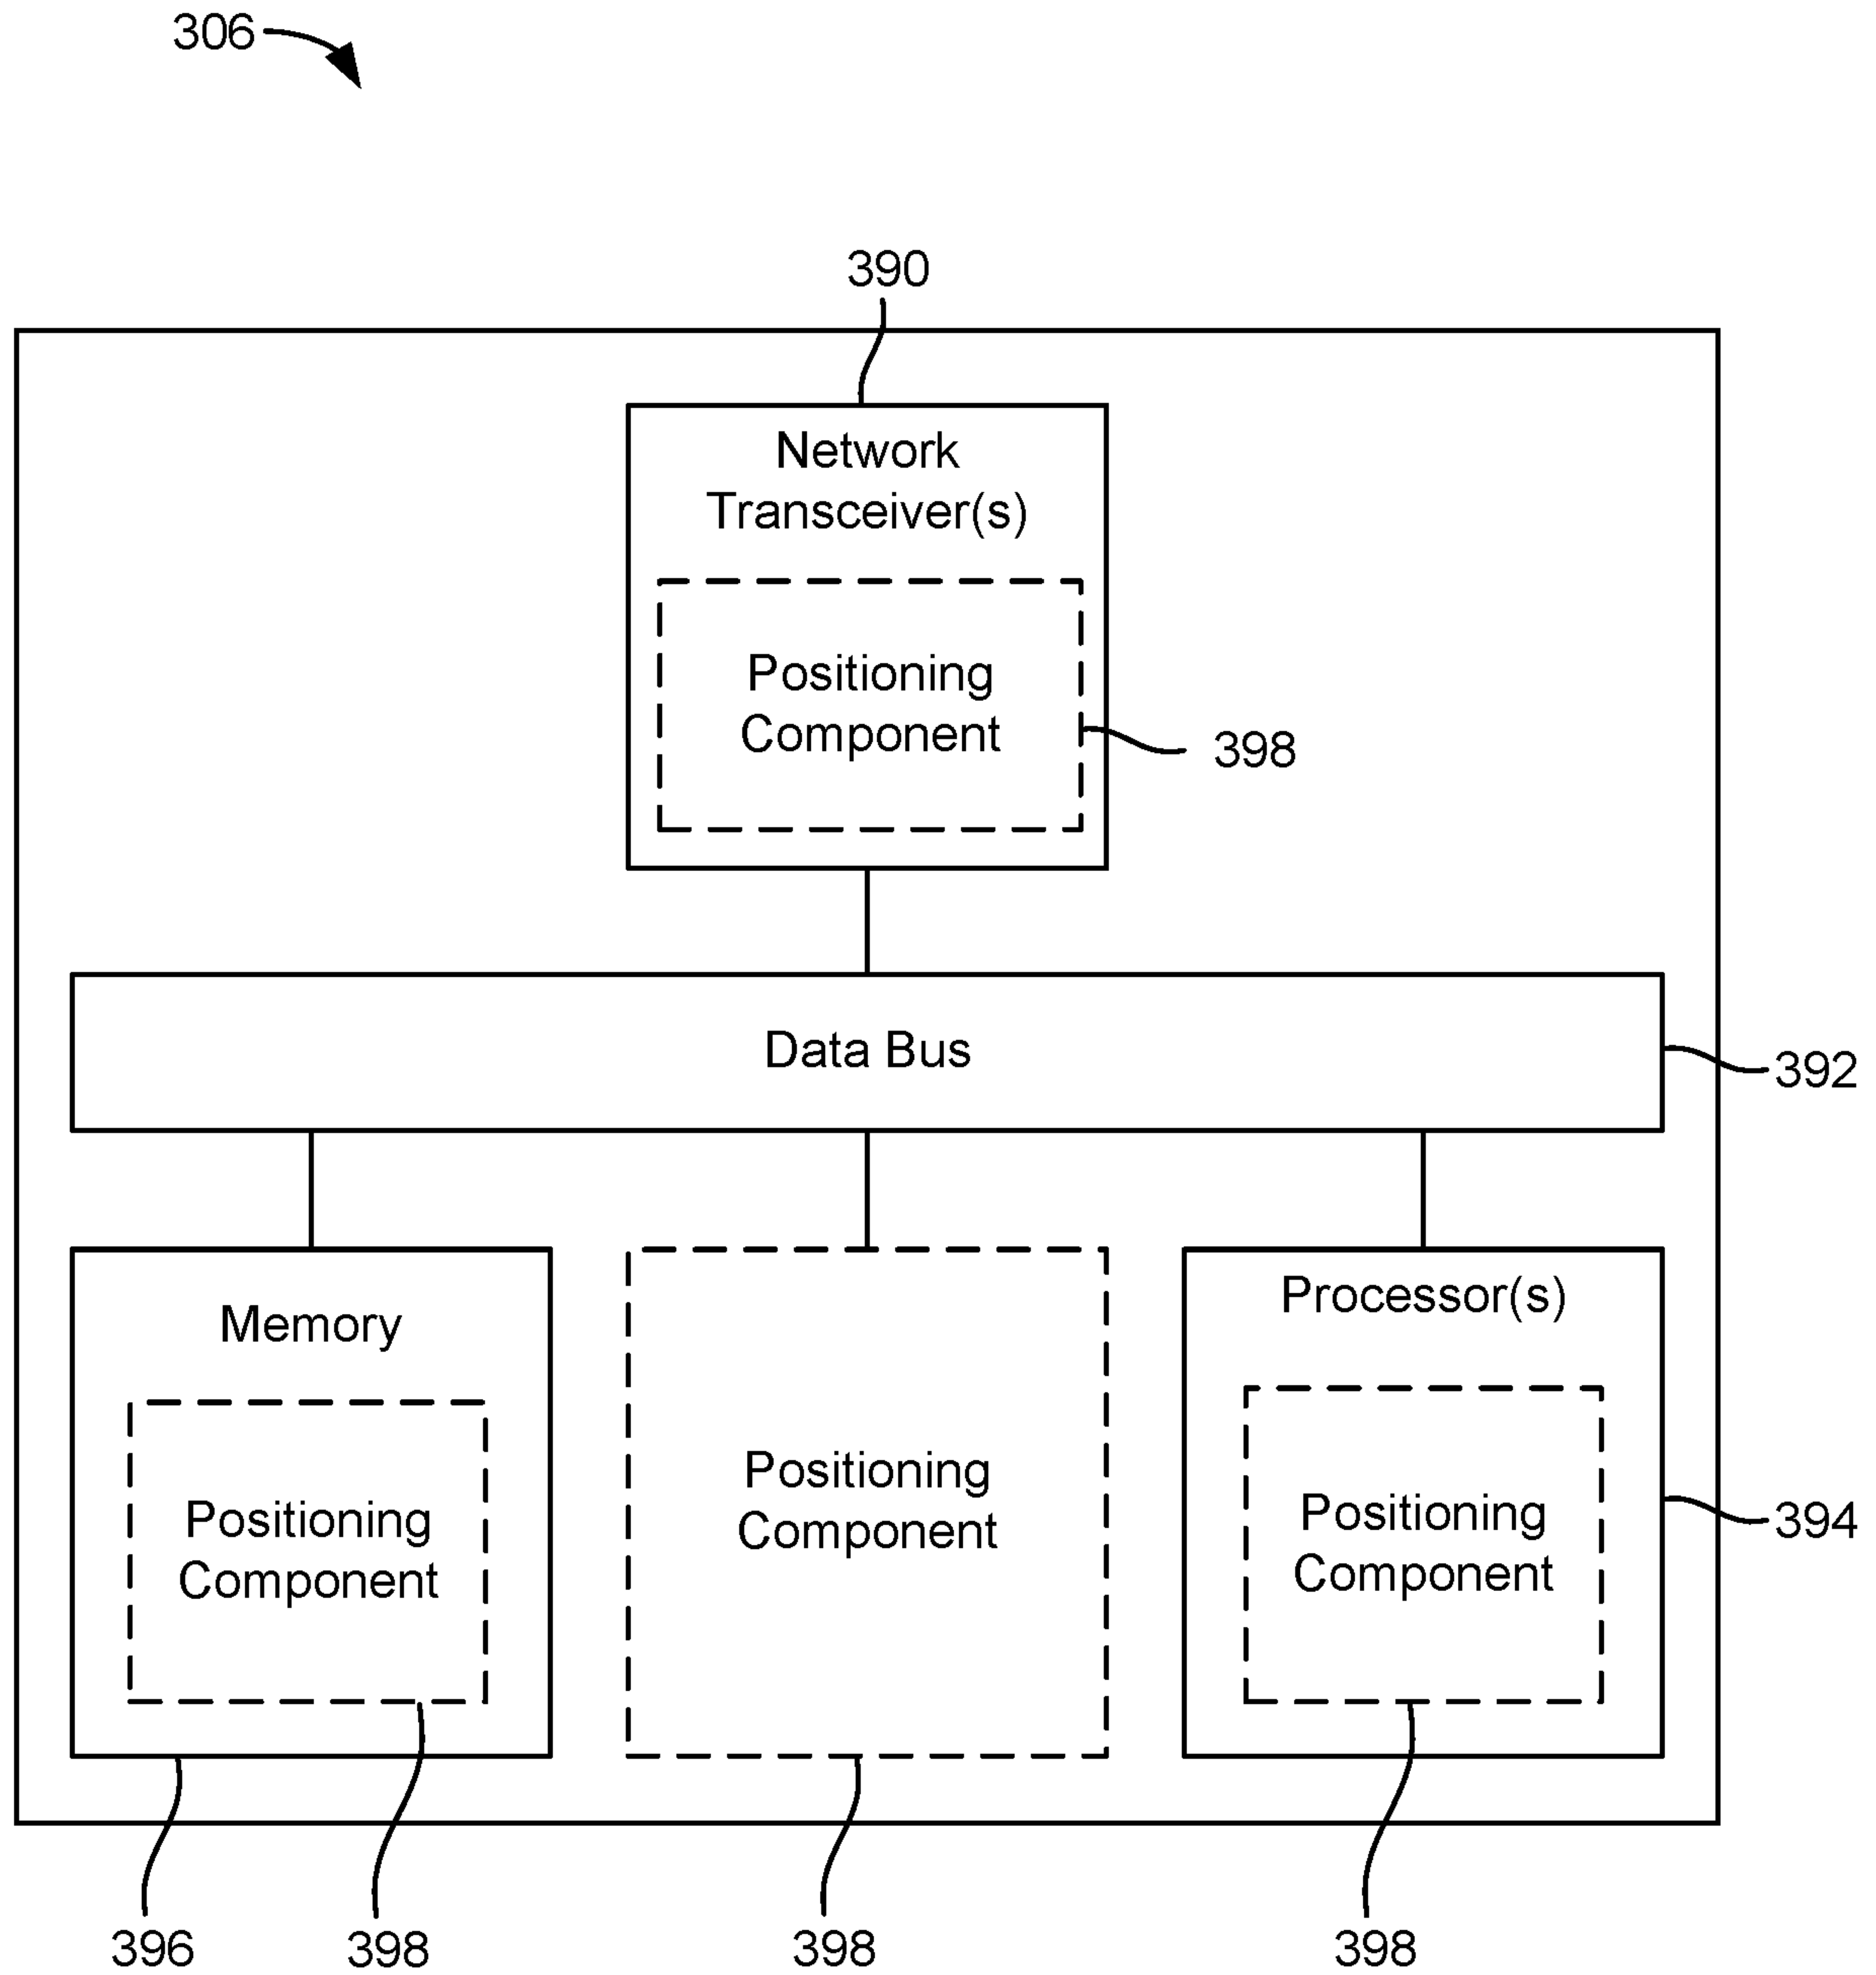 306
390
Network
Transceiver(s)
Positioning
Component
398
Data Bus
392
Memory
Positioning
Component
Positioning
Component
Processor(s)
Positioning
Component
394
396
398
398
398